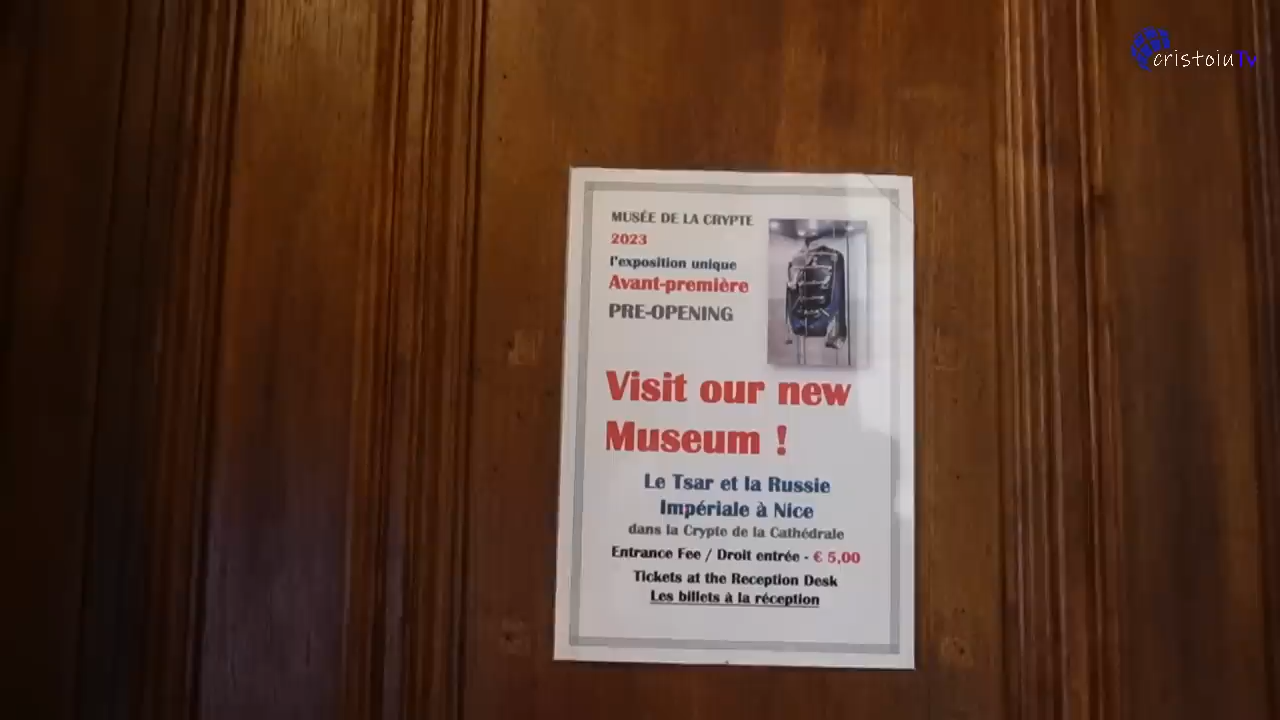 cristoiuTv
MUSÉE DE LA CRYPTE
2023
l'exposition unique
Avant-première
PRE-OPENING
Visit our new
Museum !
Le Tsar et la Russie
Impériale à Nice
dans la Crypte de la Cathédrale
Entrance Fee / Droit entrée - € 5,00
Tickets at the Reception Desk
Les billets à la réception